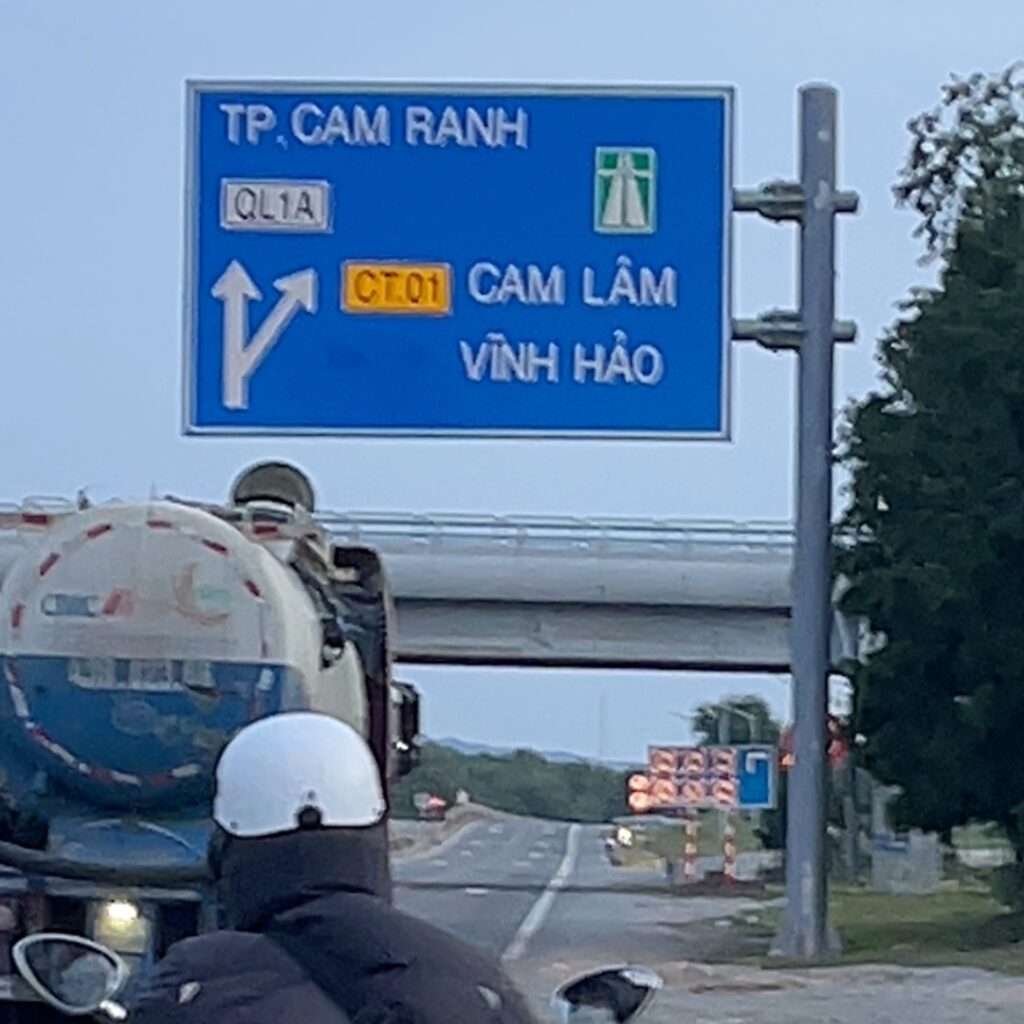 TP.CAM RANH
QL1A
CT.01 CAM LÂM
VĨNH HẢO